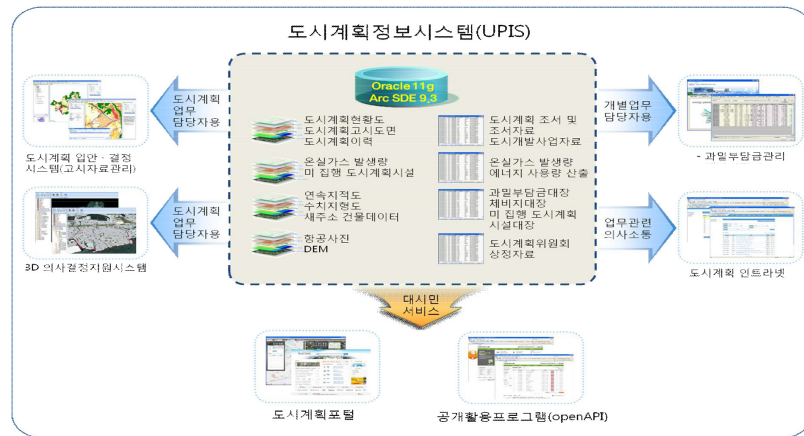 도시계획정보시스템(UPIS)
Oracle 11g
Arc SDE 9,3
도시계획현황도
도시계획고시도면
도시계획이력
온실가스 발생량
미 집행 도시계획시설
연속지적도
수치지형도
새주소 건물데이터
항공사진
DEM
도시계획 조서 및
조서자료
도시개발사업자료
온실가스 발생량
에너지 사용량 산출
과밀부담금대장
체비지대장
미 집행 도시계획
시설대장
도시계획위원회
상정자료
도시계획
업무
담당자용
도시계획 입안·결정
시스템(고시자료관리)
도시계획
업무
담당자용
3D 의사결정지원시스템
개별업무
담당자용
- 과밀부담금관리
업무관련
의사소통
도시계획 인트라넷
대시민
서비스
도시계획포털
공개활용프로그램(openAPI)